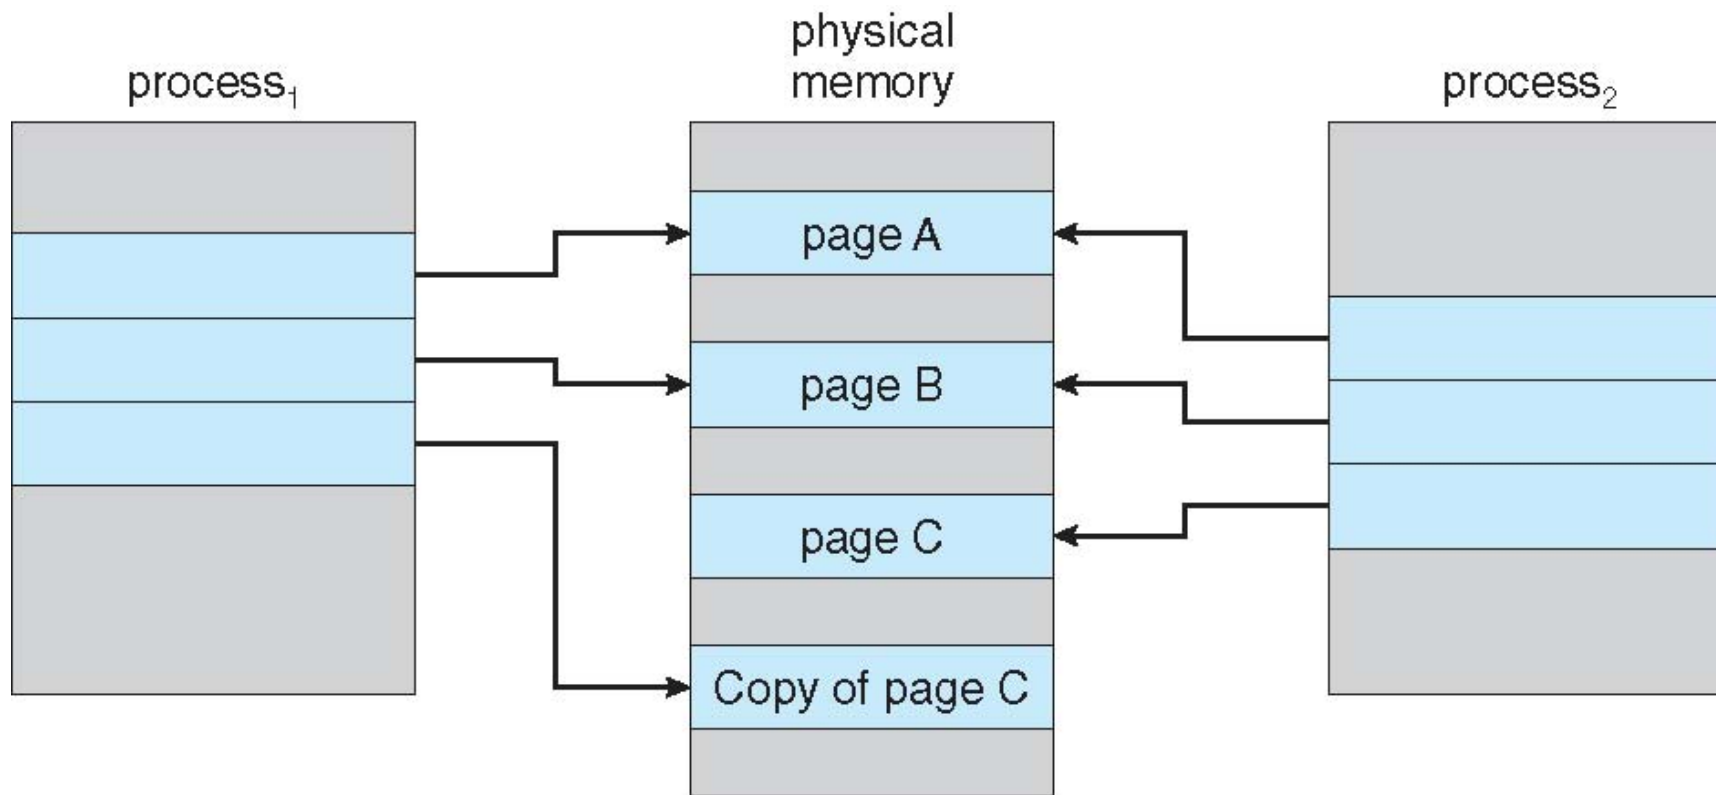 process₁
physical
memory
process₂
page A
page B
page C
Copy of page C